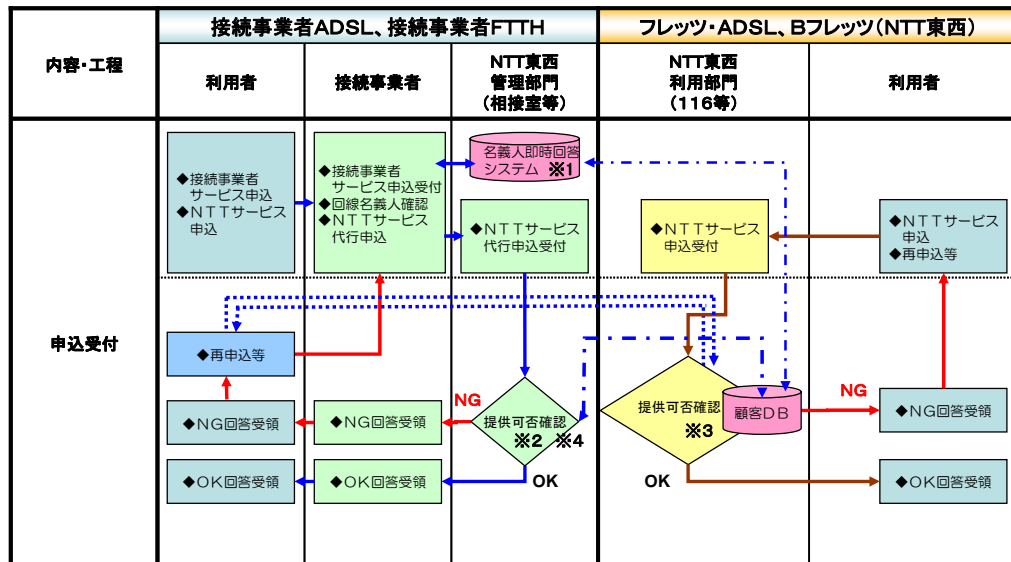 接続事業者ADSL、接続事業者FTTH
フレッツ・ADSL、Bフレッツ(NTT東西)
内容・工程
利用者
接続事業者
NTT東西
管理部門
(相接室等)
NTT東西
利用部門
(116等)
利用者
申込受付
◆接続事業者
サービス申込
◆NTTサービス
申込
◆接続事業者
サービス申込受付
◆回線名義人確認
◆NTTサービス
代行申込
名義人即時回答
システム ※1
◆NTTサービス
代行申込受付
◆NTTサービス
申込受付
◆NTTサービス
申込
◆再申込等
◆再申込等
◆NG回答受領
◆NG回答受領
NG
提供可否確認
※2 ※4
提供可否確認
※3
顧客DB
NG
◆NG回答受領
◆OK回答受領
◆OK回答受領
OK
OK
◆OK回答受領